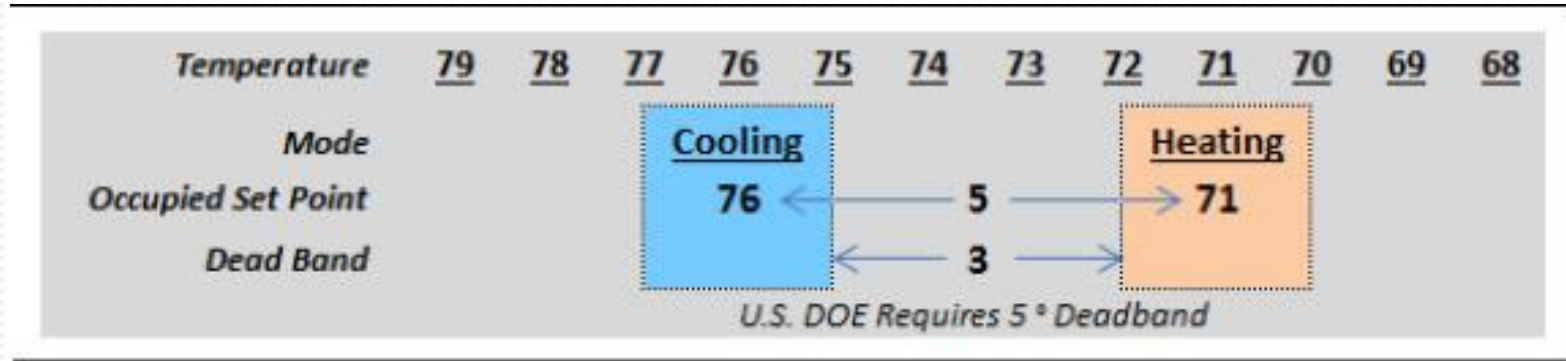 Temperature 79 78 77 76 75 74 73 72 71 70 69 68
Mode Cooling Heating
Occupied Set Point 76 5 71
Dead Band 3
U.S. DOE Requires 5 ° Deadband